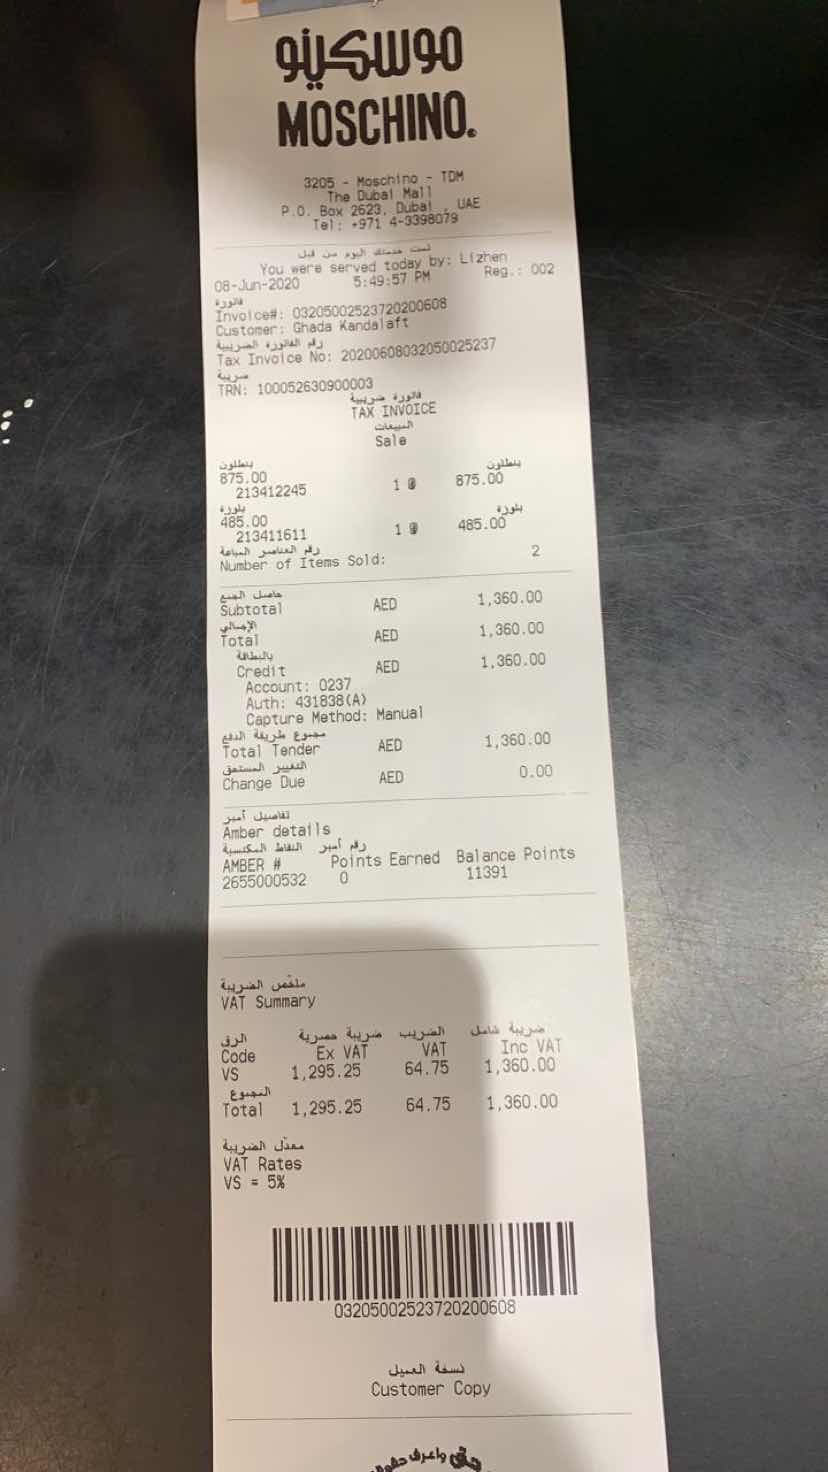 موسكينو
MOSCHINO.
3205 - Moschino - TDM
The Dubai Mall
P.O. Box 2623, Dubai , UAE
Tel: +971 4-3398079
تمت خدمتك اليوم من قبل
You were served today by: Lizhen
08-Jun-2020 5:49:57 PM Reg.: 002
فاتورة
Invoice#: 03205002523720200608
Customer: Ghada Kandalaft
رقم الفاتورة الضريبية
Tax Invoice No: 20200608032050025237
ضريبة
TRN: 100052630900003
فاتورة ضريبية
TAX INVOICE
المبيعات
Sale
بنطلون بنطلون
875.00 1 @ 875.00
213412245
بلوزة بلوزة
485.00 1 @ 485.00
213411611
رقم العناصر المباعة
Number of Items Sold: 2
حاصل الجمع
Subtotal AED 1,360.00
الإجمالي
Total AED 1,360.00
بالبطاقة
Credit AED 1,360.00
Account: 0237
Auth: 431838(A)
Capture Method: Manual
مجموع طريقة الدفع
Total Tender AED 1,360.00
التغيير المستحق
Change Due AED 0.00
تفاصيل أمبر
Amber details
رقم أمبر النقاط المكتسبة
AMBER # Points Earned Balance Points
2655000532 0 11391
ملخص الضريبة
VAT Summary
الرق ضريبة حصرية الضريب ضريبة شامل
Code Ex VAT VAT Inc VAT
VS 1,295.25 64.75 1,360.00
المجموع
Total 1,295.25 64.75 1,360.00
معدّل الضريبة
VAT Rates
VS = 5%
03205002523720200608
نسخة العميل
Customer Copy
واعرف